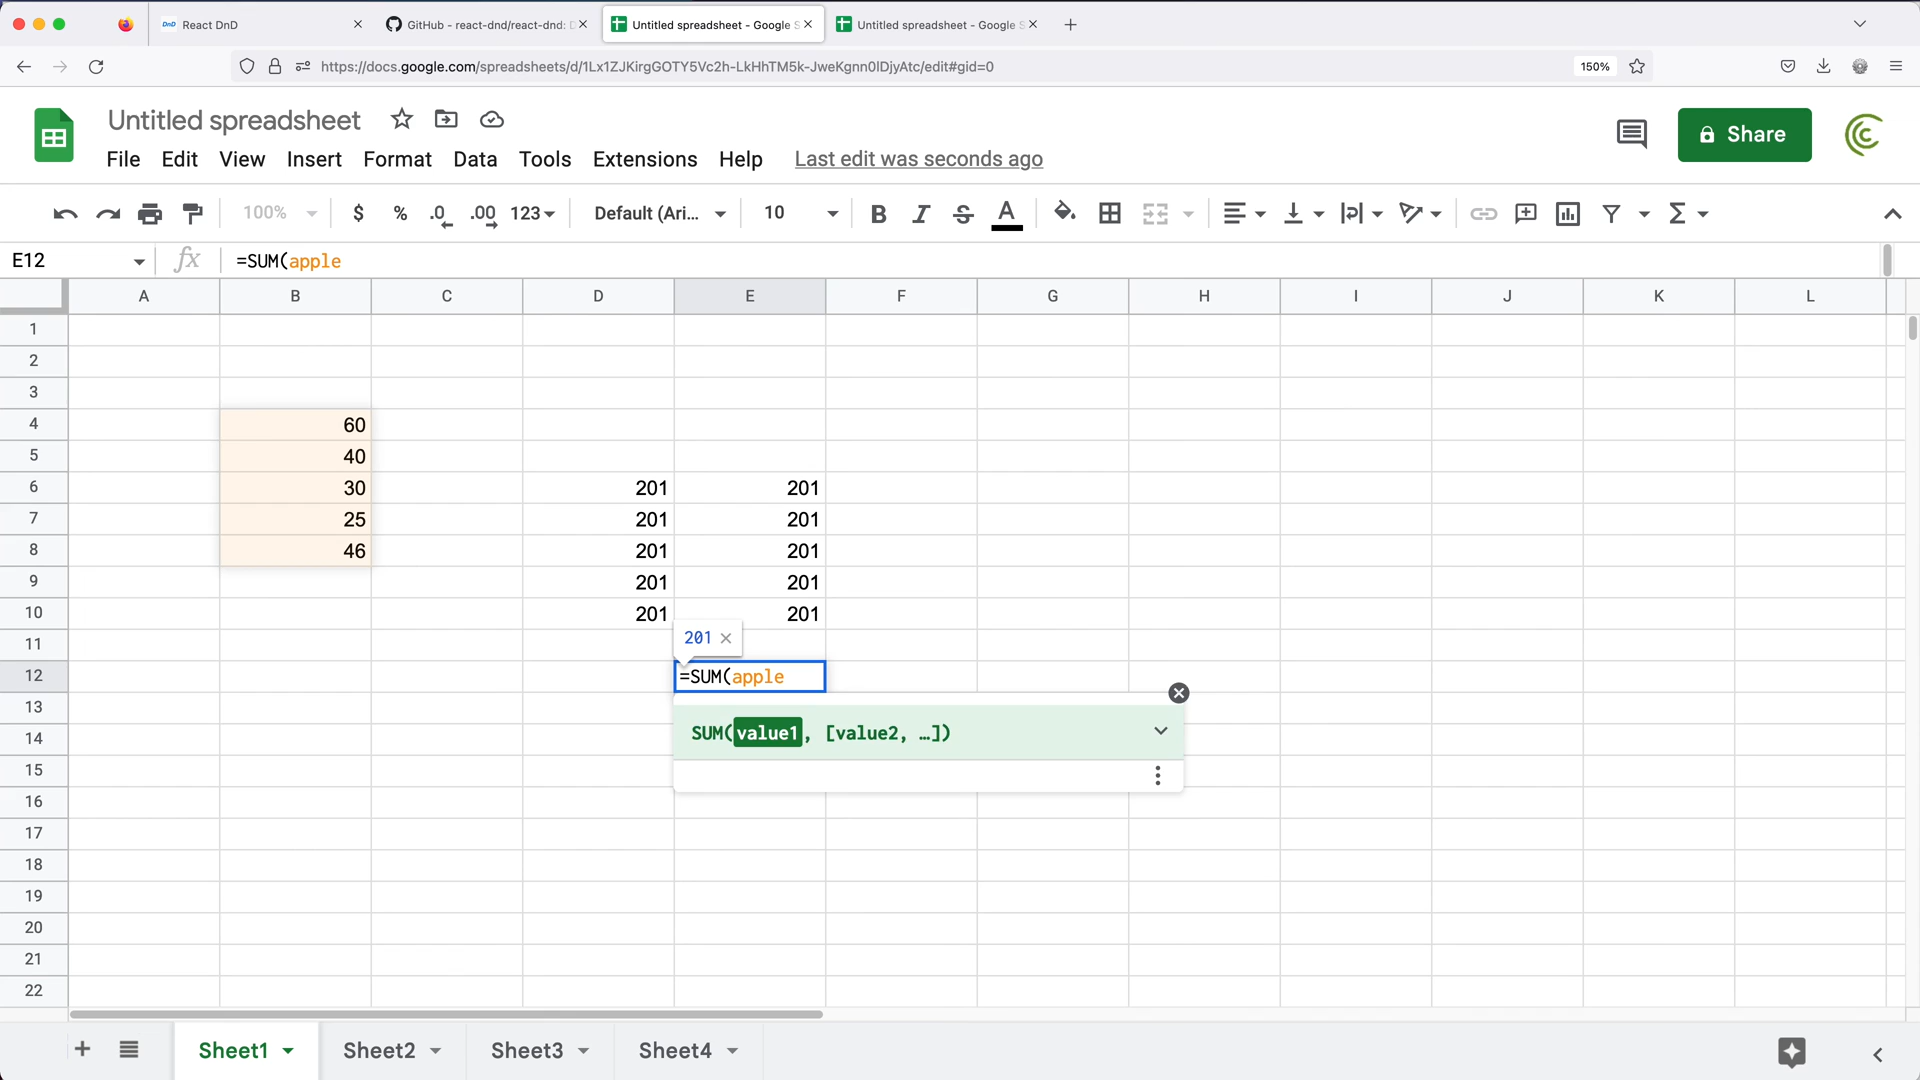 React DnD
GitHub - react-dnd/react-dnd: D
Untitled spreadsheet - Google S
Untitled spreadsheet - Google S
https://docs.google.com/spreadsheets/d/1Lx1ZJKirgGOTY5Vc2h-LkHhTM5k-JweKgnn0lDjyAtc/edit#gid=0
150%
Untitled spreadsheet
Share
File Edit View Insert Format Data Tools Extensions Help Last edit was seconds ago
100% $ % .0 .00 123 Default (Ari... 10 B I S A Σ
E12 fx =SUM(apple
A B C D E F G H I J K L
1
2
3
4 60
5 40
6 30 201 201
7 25 201 201
8 46 201 201
9 201 201
10 201 201
11 201 ×
12 =SUM(apple
13
14 SUM(value1, [value2, …])
15
16
17
18
19
20
21
22
Sheet1 Sheet2 Sheet3 Sheet4